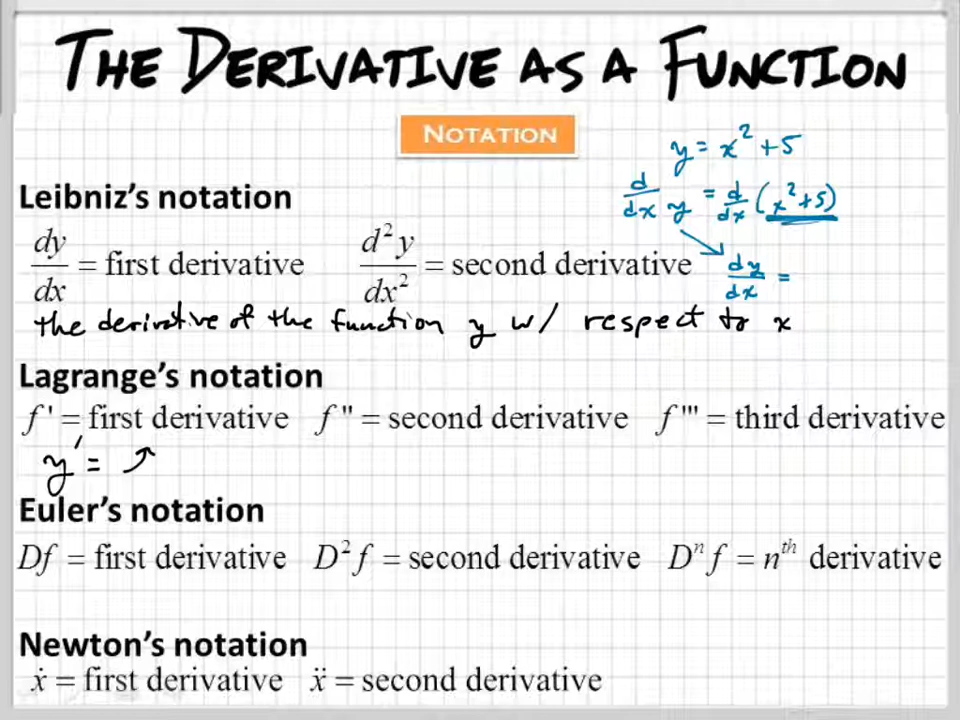 THE DERIVATIVE AS A FUNCTION
NOTATION
y = x² + 5
d/dx y = d/dx (x² + 5)
dy/dx =
Leibniz’s notation
dy/dx = first derivative d²y/dx² = second derivative
the derivative of the function y w/ respect to x
Lagrange’s notation
f ' = first derivative f '' = second derivative f ''' = third derivative
y' =
Euler’s notation
Df = first derivative D² f = second derivative Dⁿ f = nᵗʰ derivative
Newton’s notation
ẋ = first derivative ẍ = second derivative